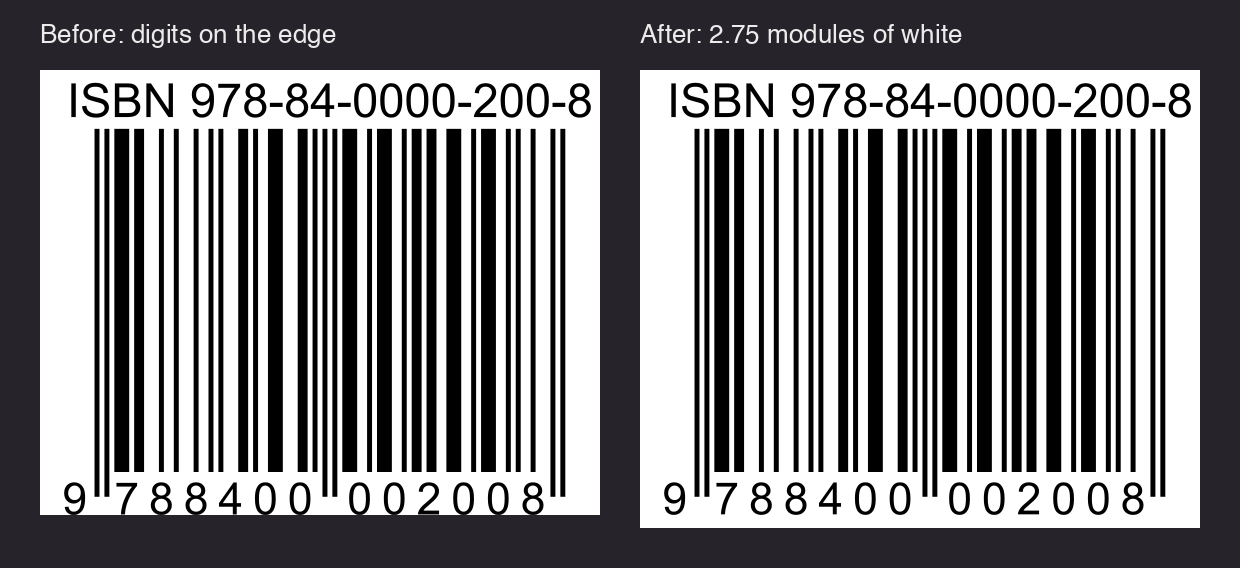 Before: digits on the edge
ISBN 978-84-0000-200-8
9 788400 002008
After: 2.75 modules of white
ISBN 978-84-0000-200-8
9 788400 002008